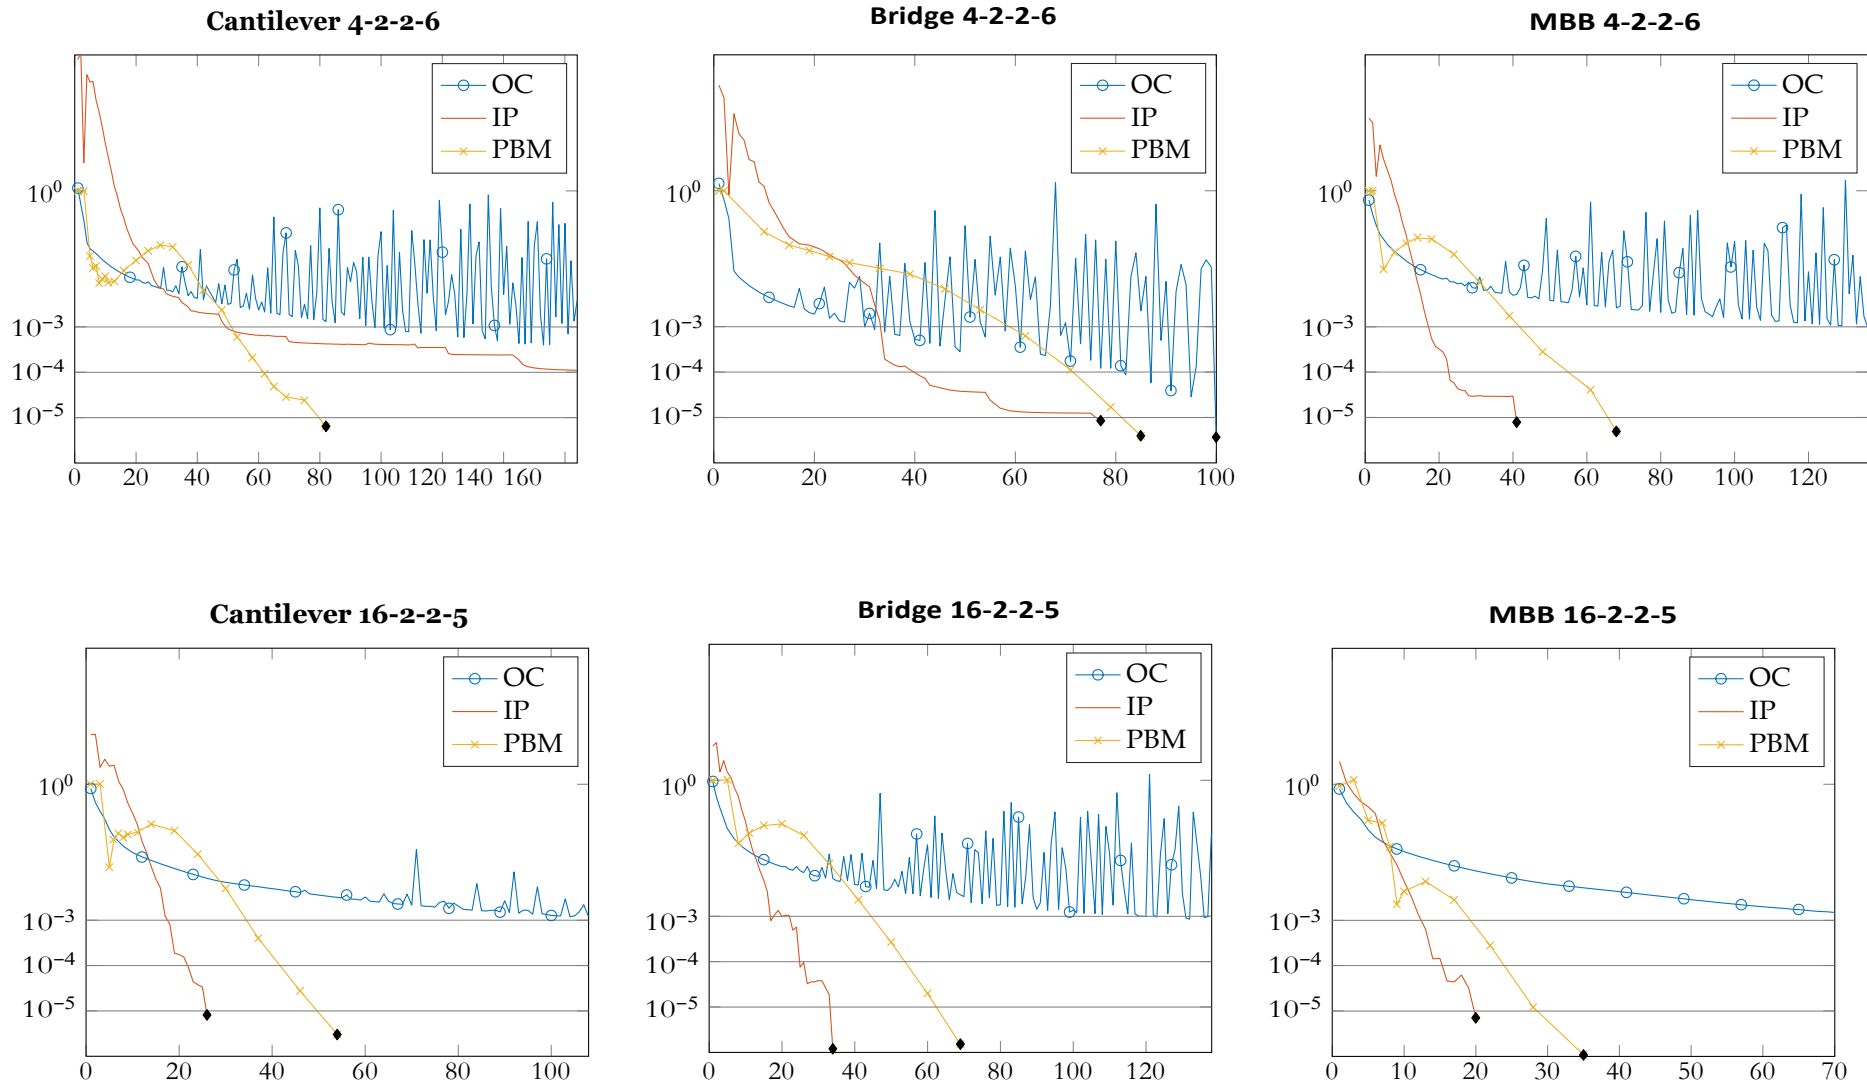 Cantilever 4-2-2-6
Bridge 4-2-2-6
MBB 4-2-2-6
OC
IP
PBM
10^0
10^−3
10^−4
10^−5
0 20 40 60 80 100 120 140 160
OC
IP
PBM
10^0
10^−3
10^−4
10^−5
0 20 40 60 80 100
OC
IP
PBM
10^0
10^−3
10^−4
10^−5
0 20 40 60 80 100 120
Cantilever 16-2-2-5
Bridge 16-2-2-5
MBB 16-2-2-5
OC
IP
PBM
10^0
10^−3
10^−4
10^−5
0 20 40 60 80 100
OC
IP
PBM
10^0
10^−3
10^−4
10^−5
0 20 40 60 80 100 120
OC
IP
PBM
10^0
10^−3
10^−4
10^−5
0 10 20 30 40 50 60 70